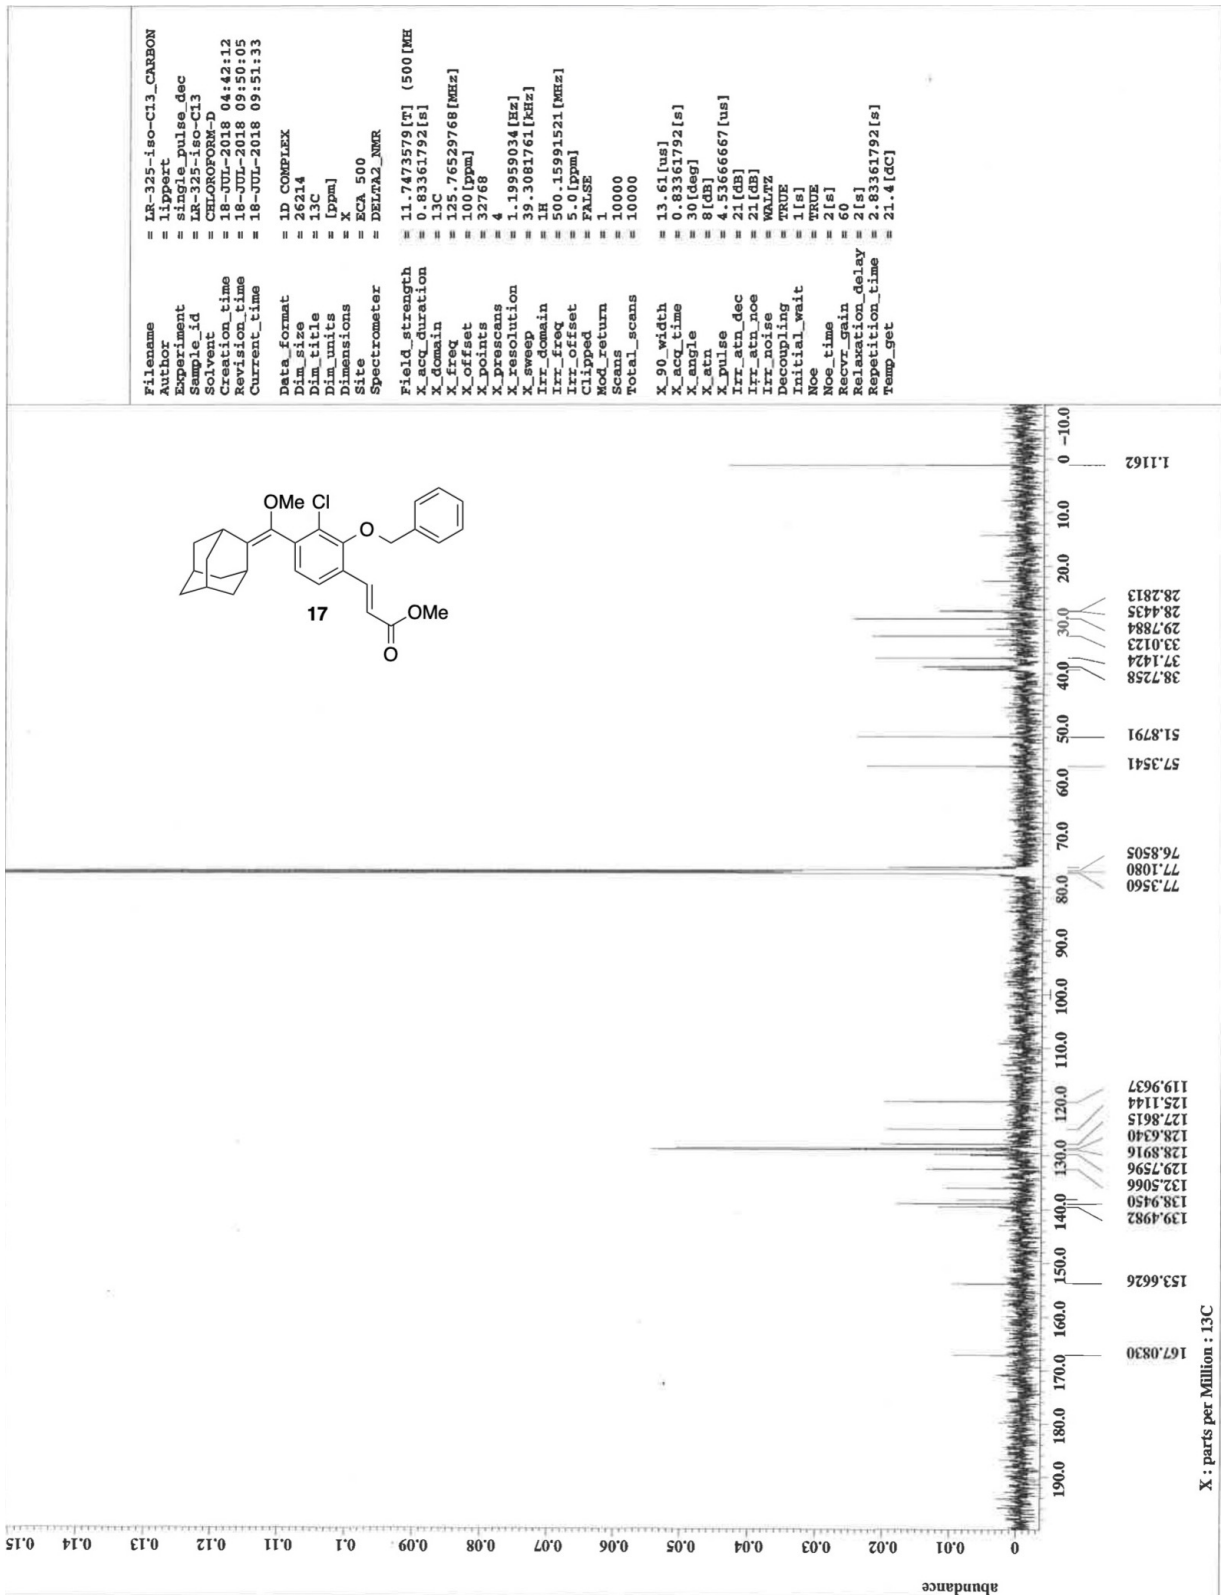 Filename = LR-325-iso-C13_CARBON
Author = lippert
Experiment = single_pulse_dec
Sample_id = LR-325-iso-C13
Solvent = CHLOROFORM-D
Creation_time = 18-JUL-2018 04:42:12
Revision_time = 18-JUL-2018 09:50:05
Current_time = 18-JUL-2018 09:51:33
Data_format = 1D COMPLEX
Dim_size = 26214
Dim_title = 13C
Dim_units = [ppm]
Dimensions = X
Site = ECA 500
Spectrometer = DELTA2_NMR
Field_strength = 11.7473579[T] (500[MH
X_acq_duration = 0.83361792[s]
X_domain = 13C
X_freq = 125.76529768[MHz]
X_offset = 100[ppm]
X_points = 32768
X_prescans = 4
X_resolution = 1.19959034[Hz]
X_sweep = 39.3081761[kHz]
Irr_domain = 1H
Irr_freq = 500.15991521[MHz]
Irr_offset = 5.0[ppm]
Clipped = FALSE
Mod_return = 1
Scans = 10000
Total_scans = 10000
X_90_width = 13.61[us]
X_acq_time = 0.83361792[s]
X_angle = 30[deg]
X_atn = 8[dB]
X_pulse = 4.53666667[us]
Irr_atn_dec = 21[dB]
Irr_atn_noe = 21[dB]
Irr_noise = WALTZ
Decoupling = TRUE
Initial_wait = 1[s]
Noe = TRUE
Noe_time = 2[s]
Recvr_gain = 60
Relaxation_delay = 2[s]
Repetition_time = 2.83361792[s]
Temp_get = 21.4[dC]
OMe Cl
O
17
OMe
O
abundance
0 0.01 0.02 0.03 0.04 0.05 0.06 0.07 0.08 0.09 0.1 0.11 0.12 0.13 0.14 0.15
190.0 180.0 170.0 160.0 150.0 140.0 130.0 120.0 110.0 100.0 90.0 80.0 70.0 60.0 50.0 40.0 30.0 20.0 10.0 0 -10.0
167.0830
153.6626
139.4982
138.9450
132.5066
129.7596
128.8916
128.6340
127.8615
125.1144
119.9637
77.3560
77.1080
76.8505
57.3541
51.8791
38.7258
37.1424
33.0123
29.7884
28.4435
28.2813
1.1162
X : parts per Million : 13C